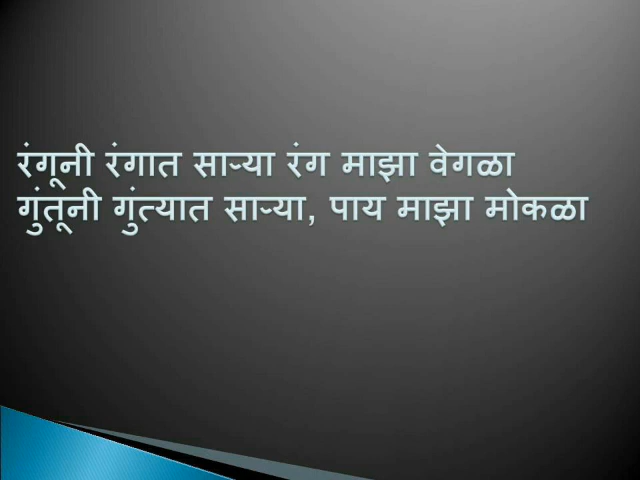 रंगूनी रंगात साऱ्या रंग माझा वेगळा
गुंतूनी गुंत्यात साऱ्या, पाय माझा मोकळा